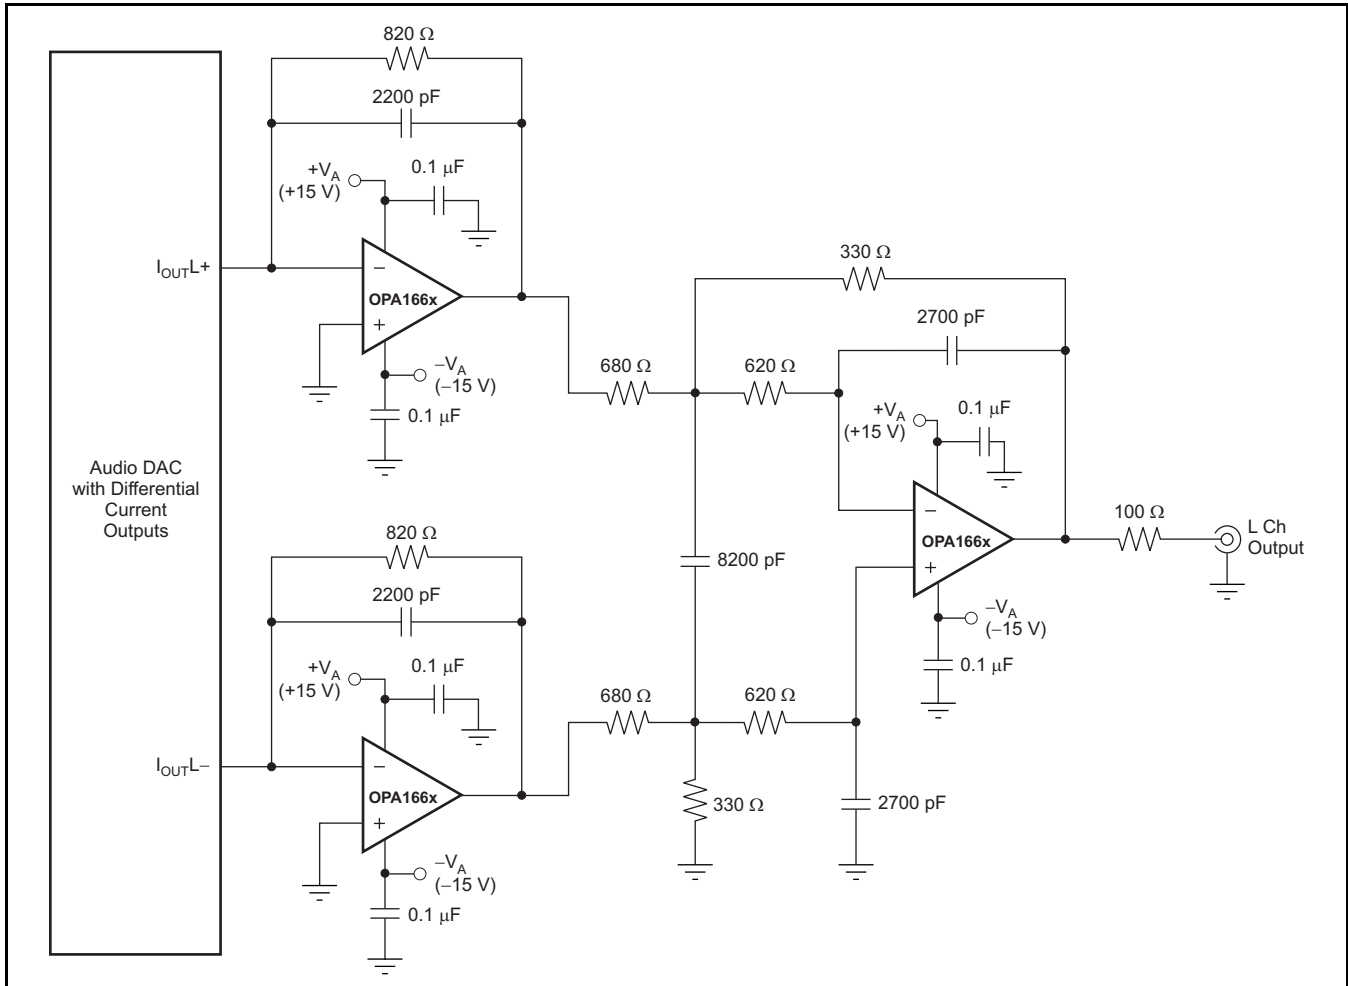 820 Ω
2200 pF
+VA
(+15 V)
0.1 μF
IOUTL+
−
OPA166x
+
−VA
(−15 V)
0.1 μF
Audio DAC
with Differential
Current
Outputs
820 Ω
2200 pF
+VA
(+15 V)
0.1 μF
IOUTL−
−
OPA166x
+
−VA
(−15 V)
0.1 μF
330 Ω
2700 pF
680 Ω
620 Ω
+VA
(+15 V)
0.1 μF
−
OPA166x
+
100 Ω
L Ch
Output
8200 pF
−VA
(−15 V)
0.1 μF
680 Ω
620 Ω
330 Ω
2700 pF